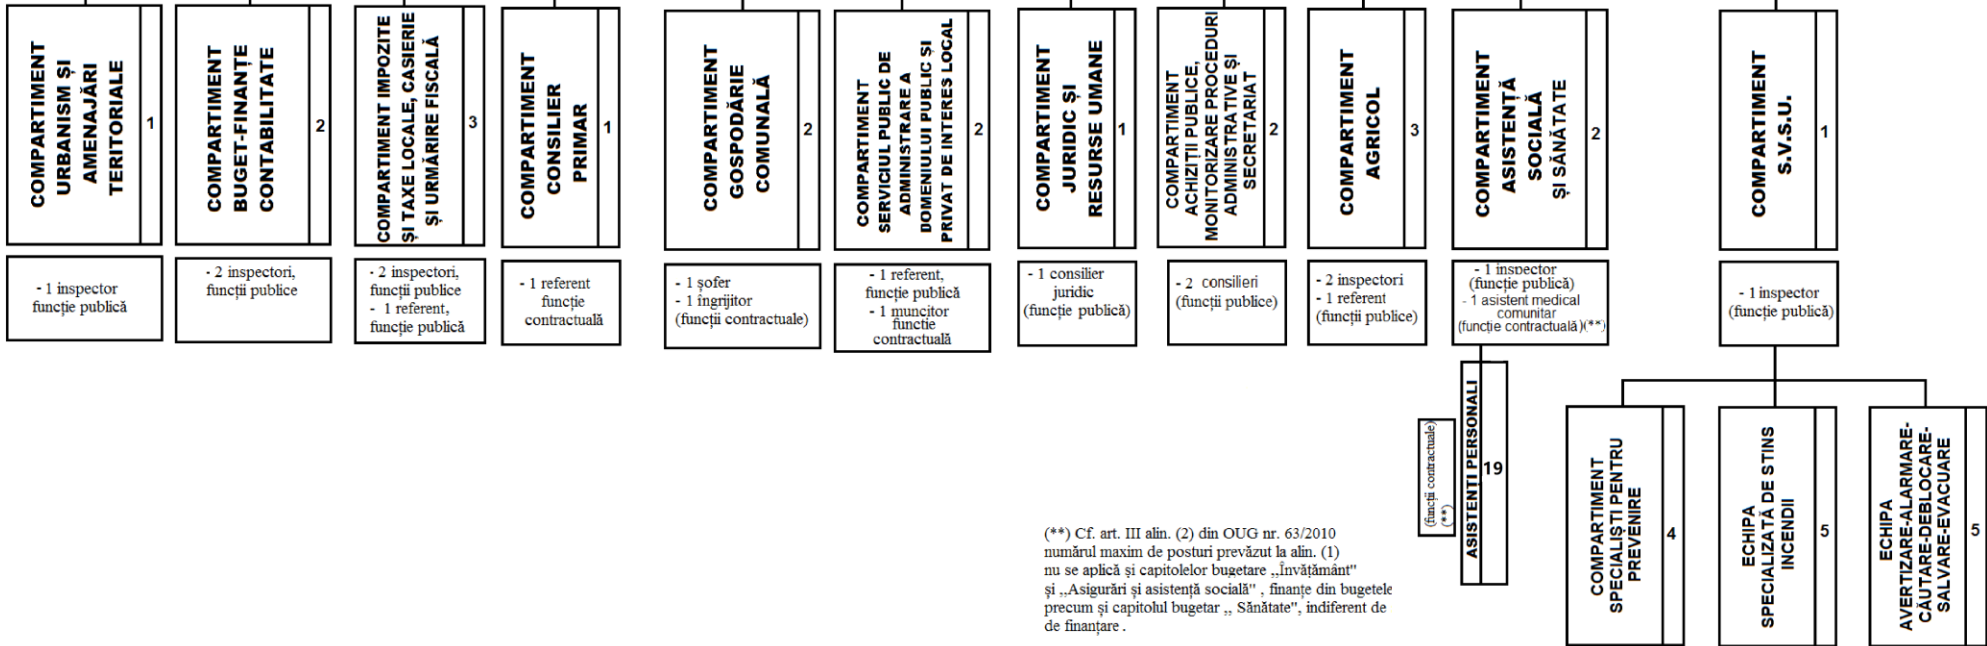 COMPARTIMENT
URBANISM ȘI
AMENAJĂRI
TERITORIALE
1
- 1 inspector
funcție publică
COMPARTIMENT
BUGET-FINANȚE
CONTABILITATE
2
- 2 inspectori,
funcții publice
COMPARTIMENT IMPOZITE
ȘI TAXE LOCALE, CASIERE
ȘI URMĂRIRE FISCALĂ
3
- 2 inspectori,
funcții publice
- 1 referent,
funcție publică
COMPARTIMENT
CONSILIER
PRIMAR
1
- 1 referent
funcție
contractuală
COMPARTIMENT
GOSPODĂRIE
COMUNALĂ
2
- 1 șofer
- 1 îngrijitor
(funcții contractuale)
COMPARTIMENT
SERVICIUL PUBLIC DE
ADMINISTRARE A
DOMENIULUI PUBLIC ȘI
PRIVAT DE INTERES LOCAL
2
- 1 referent,
funcție publică
- 1 muncitor
funcție
contractuală
COMPARTIMENT
JURIDIC ȘI
RESURSE UMANE
1
- 1 consilier
juridic
(funcție publică)
COMPARTIMENT
ACHIZIȚII PUBLICE,
MONITORIZARE PROCEDURI
ADMINISTRATIVE ȘI
SECRETARIAT
2
- 2 consilieri
(funcții publice)
COMPARTIMENT
AGRICOL
3
- 2 inspectori
- 1 referent
(funcții publice)
COMPARTIMENT
ASISTENȚĂ
SOCIALĂ
ȘI SĂNĂTATE
2
- 1 inspector
(funcție publică)
- 1 asistent medical
comunitar
(funcție contractuală)(**)
COMPARTIMENT
S.V.S.U.
1
- 1 inspector
(funcție publică)
(funcții contractuale)
(**)
ASISTENȚI PERSONALI
19
COMPARTIMENT
SPECIALIȘTI PENTRU
PREVENIRE
4
ECHIPA
SPECIALIZATĂ DE STINS
INCENDII
5
ECHIPA
AVERTIZARE-ALARMARE-
CĂUTARE-DEBLOCARE-
SALVARE-EVACUARE
5
(**) Cf. art. III alin. (2) din OUG nr. 63/2010
numărul maxim de posturi prevăzut la alin. (1)
nu se aplică și capitolelor bugetare ,,Învățământ"
și ,,Asigurări și asistență socială" , finanțe din bugetele
precum și capitolul bugetar ,, Sănătate", indiferent de
de finanțare .